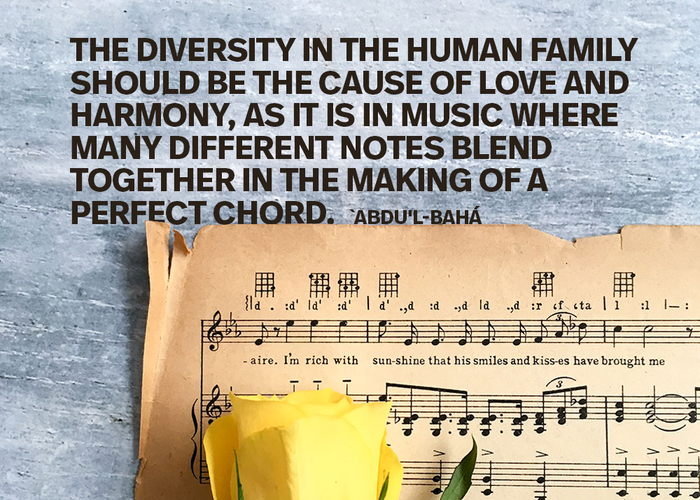 THE DIVERSITY IN THE HUMAN FAMILY
SHOULD BE THE CAUSE OF LOVE AND
HARMONY, AS IT IS IN MUSIC WHERE
MANY DIFFERENT NOTES BLEND
TOGETHER IN THE MAKING OF A
PERFECT CHORD. `ABDU'L-BAHÁ
- aire. I'm rich with sun-shine that his smiles and kiss-es have brought me